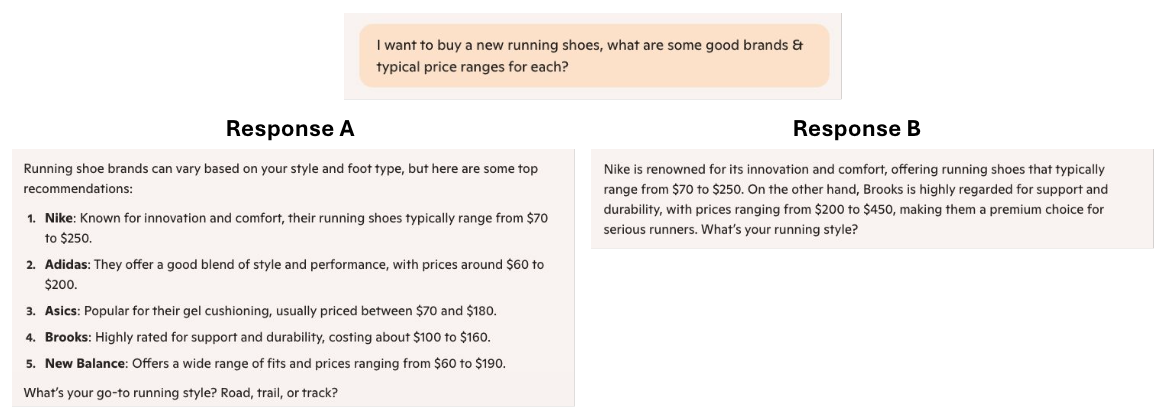 I want to buy a new running shoes, what are some good brands &
typical price ranges for each?
Response A
Running shoe brands can vary based on your style and foot type, but here are some top
recommendations:
1. Nike: Known for innovation and comfort, their running shoes typically range from $70
to $250.
2. Adidas: They offer a good blend of style and performance, with prices around $60 to
$200.
3. Asics: Popular for their gel cushioning, usually priced between $70 and $180.
4. Brooks: Highly rated for support and durability, costing about $100 to $160.
5. New Balance: Offers a wide range of fits and prices ranging from $60 to $190.
What's your go-to running style? Road, trail, or track?
Response B
Nike is renowned for its innovation and comfort, offering running shoes that typically
range from $70 to $250. On the other hand, Brooks is highly regarded for support and
durability, with prices ranging from $200 to $450, making them a premium choice for
serious runners. What's your running style?